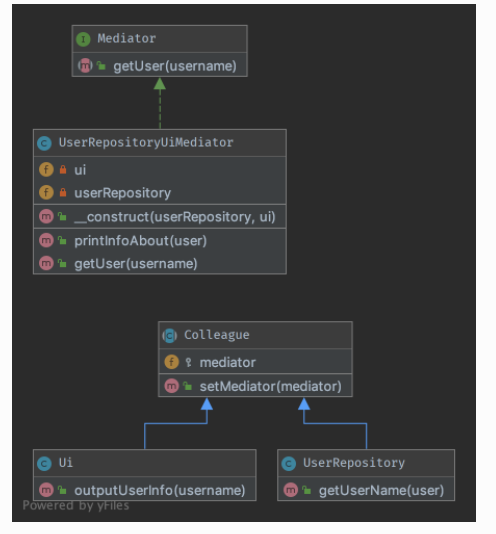 I Mediator
m getUser(username)
C UserRepositoryUiMediator
f ui
f userRepository
m __construct(userRepository, ui)
m printInfoAbout(user)
m getUser(username)
C Colleague
f mediator
m setMediator(mediator)
C Ui
m outputUserInfo(username)
C UserRepository
m getUserName(user)
Powered by yFiles